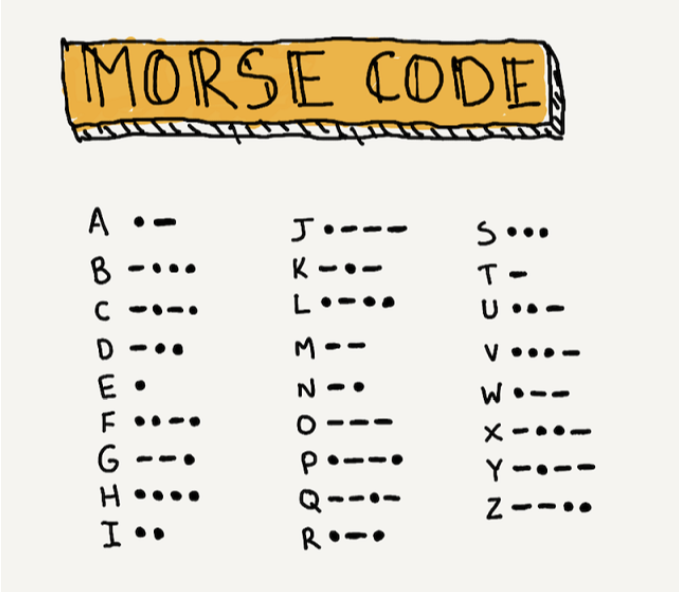 MORSE CODE
A •−
B −•••
C −•−•
D −••
E •
F ••−•
G −−•
H ••••
I ••
J •−−−
K −•−
L •−••
M −−
N −•
O −−−
P •−−•
Q −−•−
R •−•
S •••
T −
U ••−
V •••−
W •−−
X −••−
Y −•−−
Z −−••